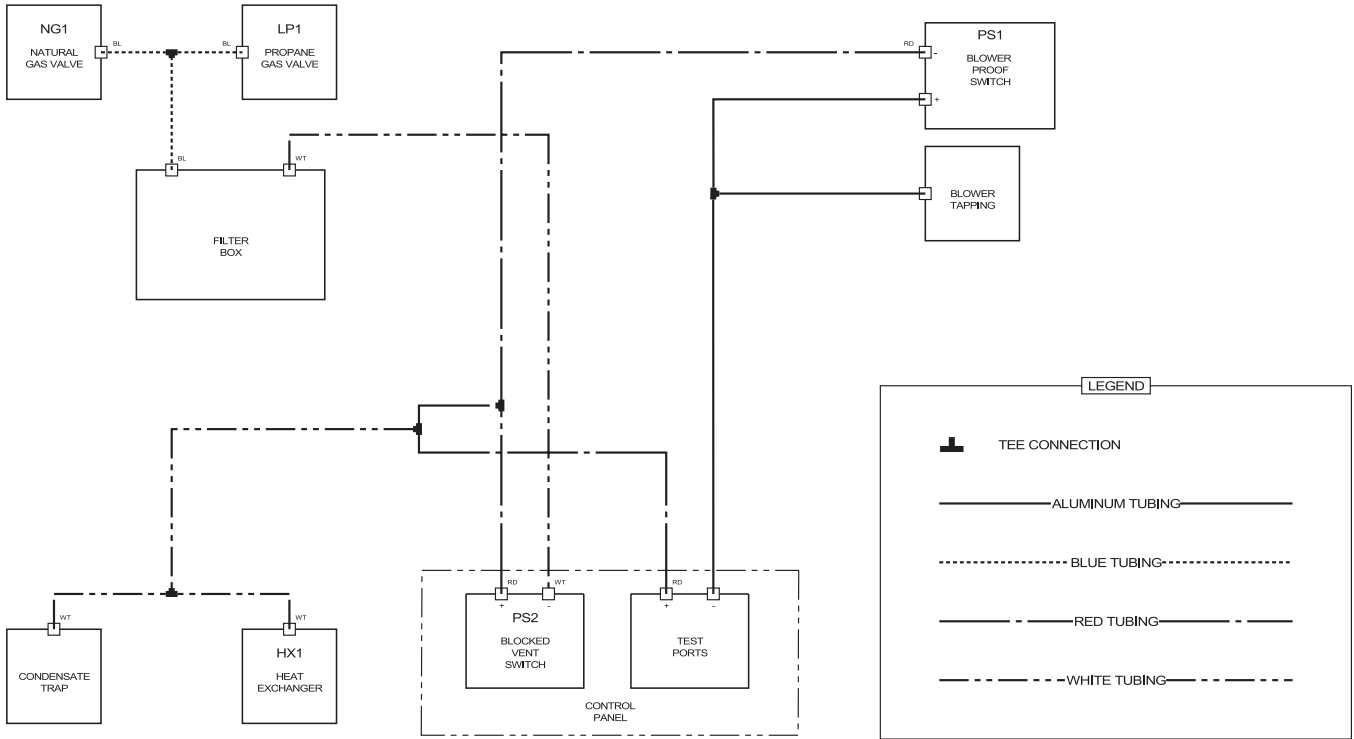 NG1
NATURAL
GAS VALVE
BL
BL
LP1
PROPANE
GAS VALVE
RD
-
+
PS1
BLOWER
PROOF
SWITCH
BL
WT
FILTER
BOX
BLOWER
TAPPING
LEGEND
TEE CONNECTION
ALUMINUM TUBING
BLUE TUBING
RED TUBING
WHITE TUBING
WT
CONDENSATE
TRAP
WT
HX1
HEAT
EXCHANGER
RD
WT
+
-
PS2
BLOCKED
VENT
SWITCH
RD
+
-
TEST
PORTS
CONTROL
PANEL